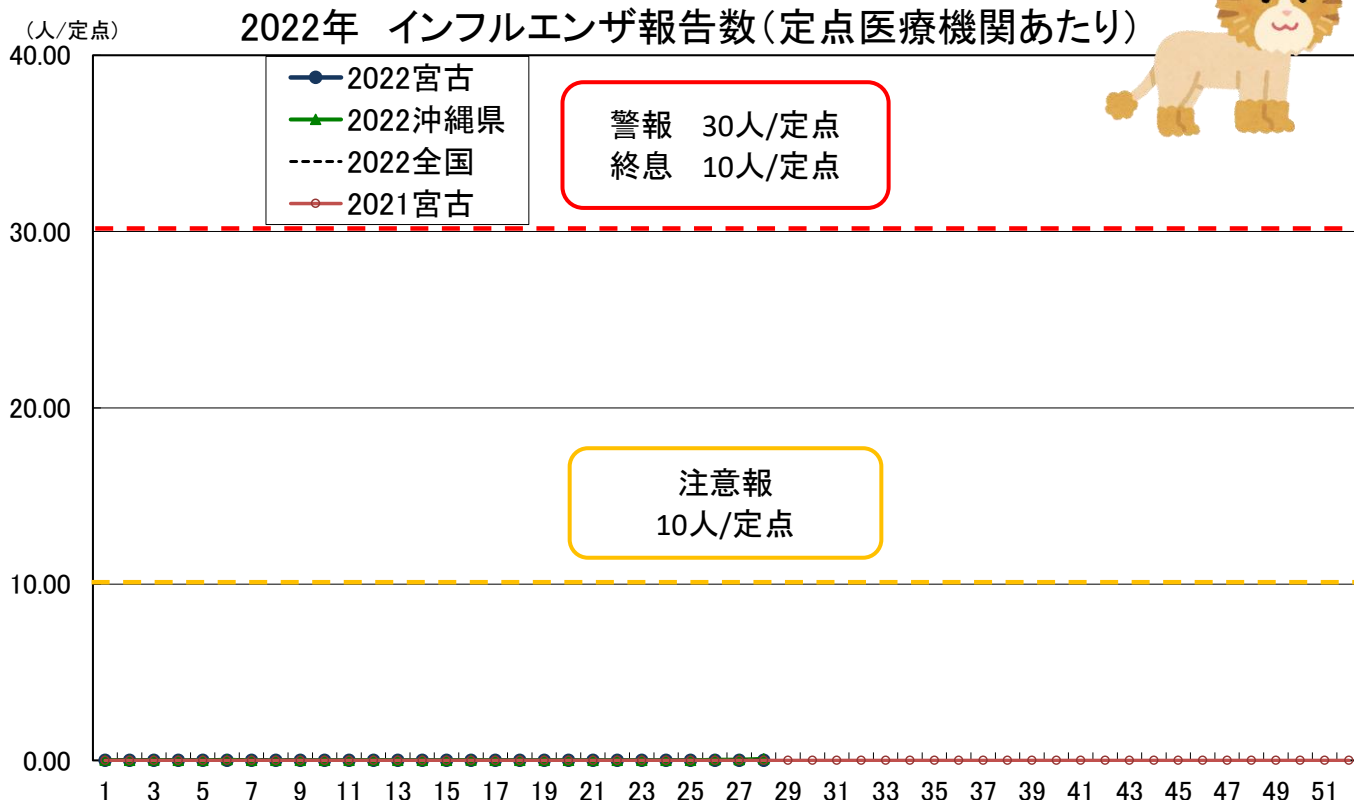 (人/定点)
2022年　インフルエンザ報告数(定点医療機関あたり)
40.00
2022宮古
2022沖縄県
2022全国
2021宮古
警報　30人/定点
終息　10人/定点
30.00
20.00
注意報
10人/定点
10.00
0.00
1 3 5 7 9 11 13 15 17 19 21 23 25 27 29 31 33 35 37 39 41 43 45 47 49 51